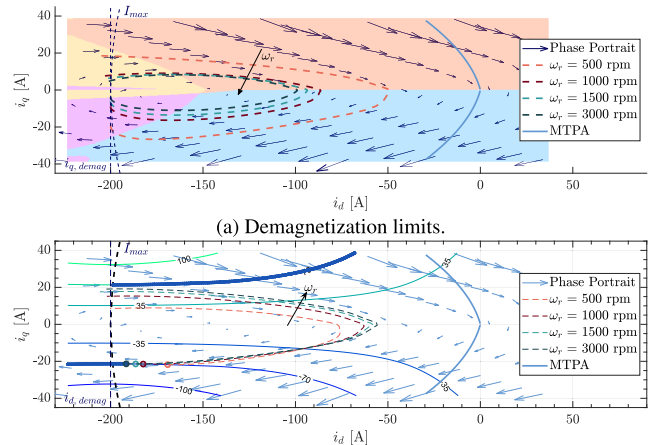 I_max
40
20
0
-20
-40
i_q [A]
i_q, demag
ω_r
Phase Portrait
ω_r = 500 rpm
ω_r = 1000 rpm
ω_r = 1500 rpm
ω_r = 3000 rpm
MTPA
-200 -150 -100 -50 0 50
i_d [A]
(a) Demagnetization limits.
I_max
40
20
0
-20
-40
i_q [A]
i_d, demag
100
35
35
-35
-35
-70
-100
ω_r
Phase Portrait
ω_r = 500 rpm
ω_r = 1000 rpm
ω_r = 1500 rpm
ω_r = 3000 rpm
MTPA
-200 -150 -100 -50 0 50
i_d [A]